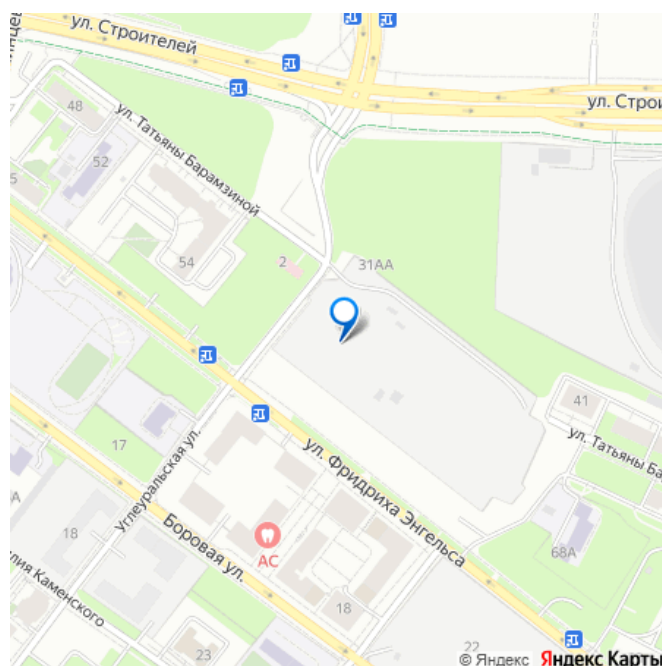 ул. Строителей
ул. Строи
48
ул. Татьяны Барамзиной
52
5
54
2
31АА
41
ул. Татьяны Ба
17
Углеуральская ул.
ул. Фридриха Энгельса
18
Боровая ул.
АС
68А
18
лия Каменского
23
22
© Яндекс Яндекс Карты